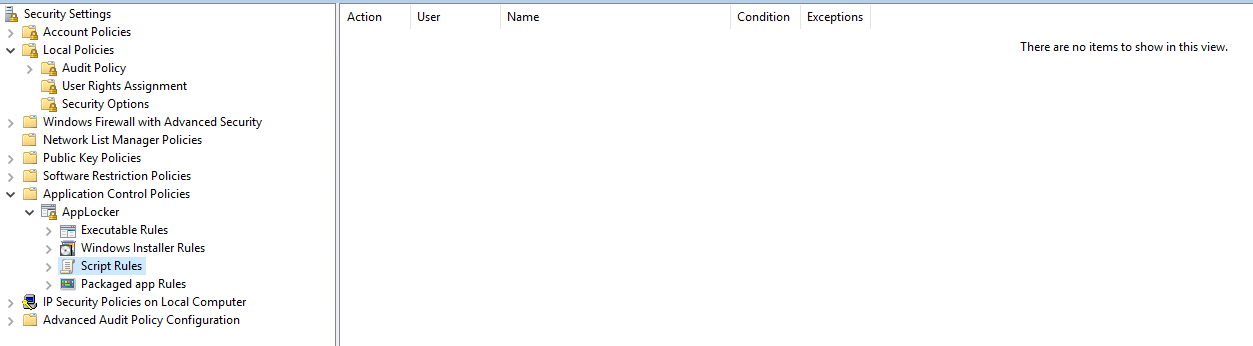 Security Settings
Account Policies
Local Policies
Audit Policy
User Rights Assignment
Security Options
Windows Firewall with Advanced Security
Network List Manager Policies
Public Key Policies
Software Restriction Policies
Application Control Policies
AppLocker
Executable Rules
Windows Installer Rules
Script Rules
Packaged app Rules
IP Security Policies on Local Computer
Advanced Audit Policy Configuration
Action User Name Condition Exceptions
There are no items to show in this view.